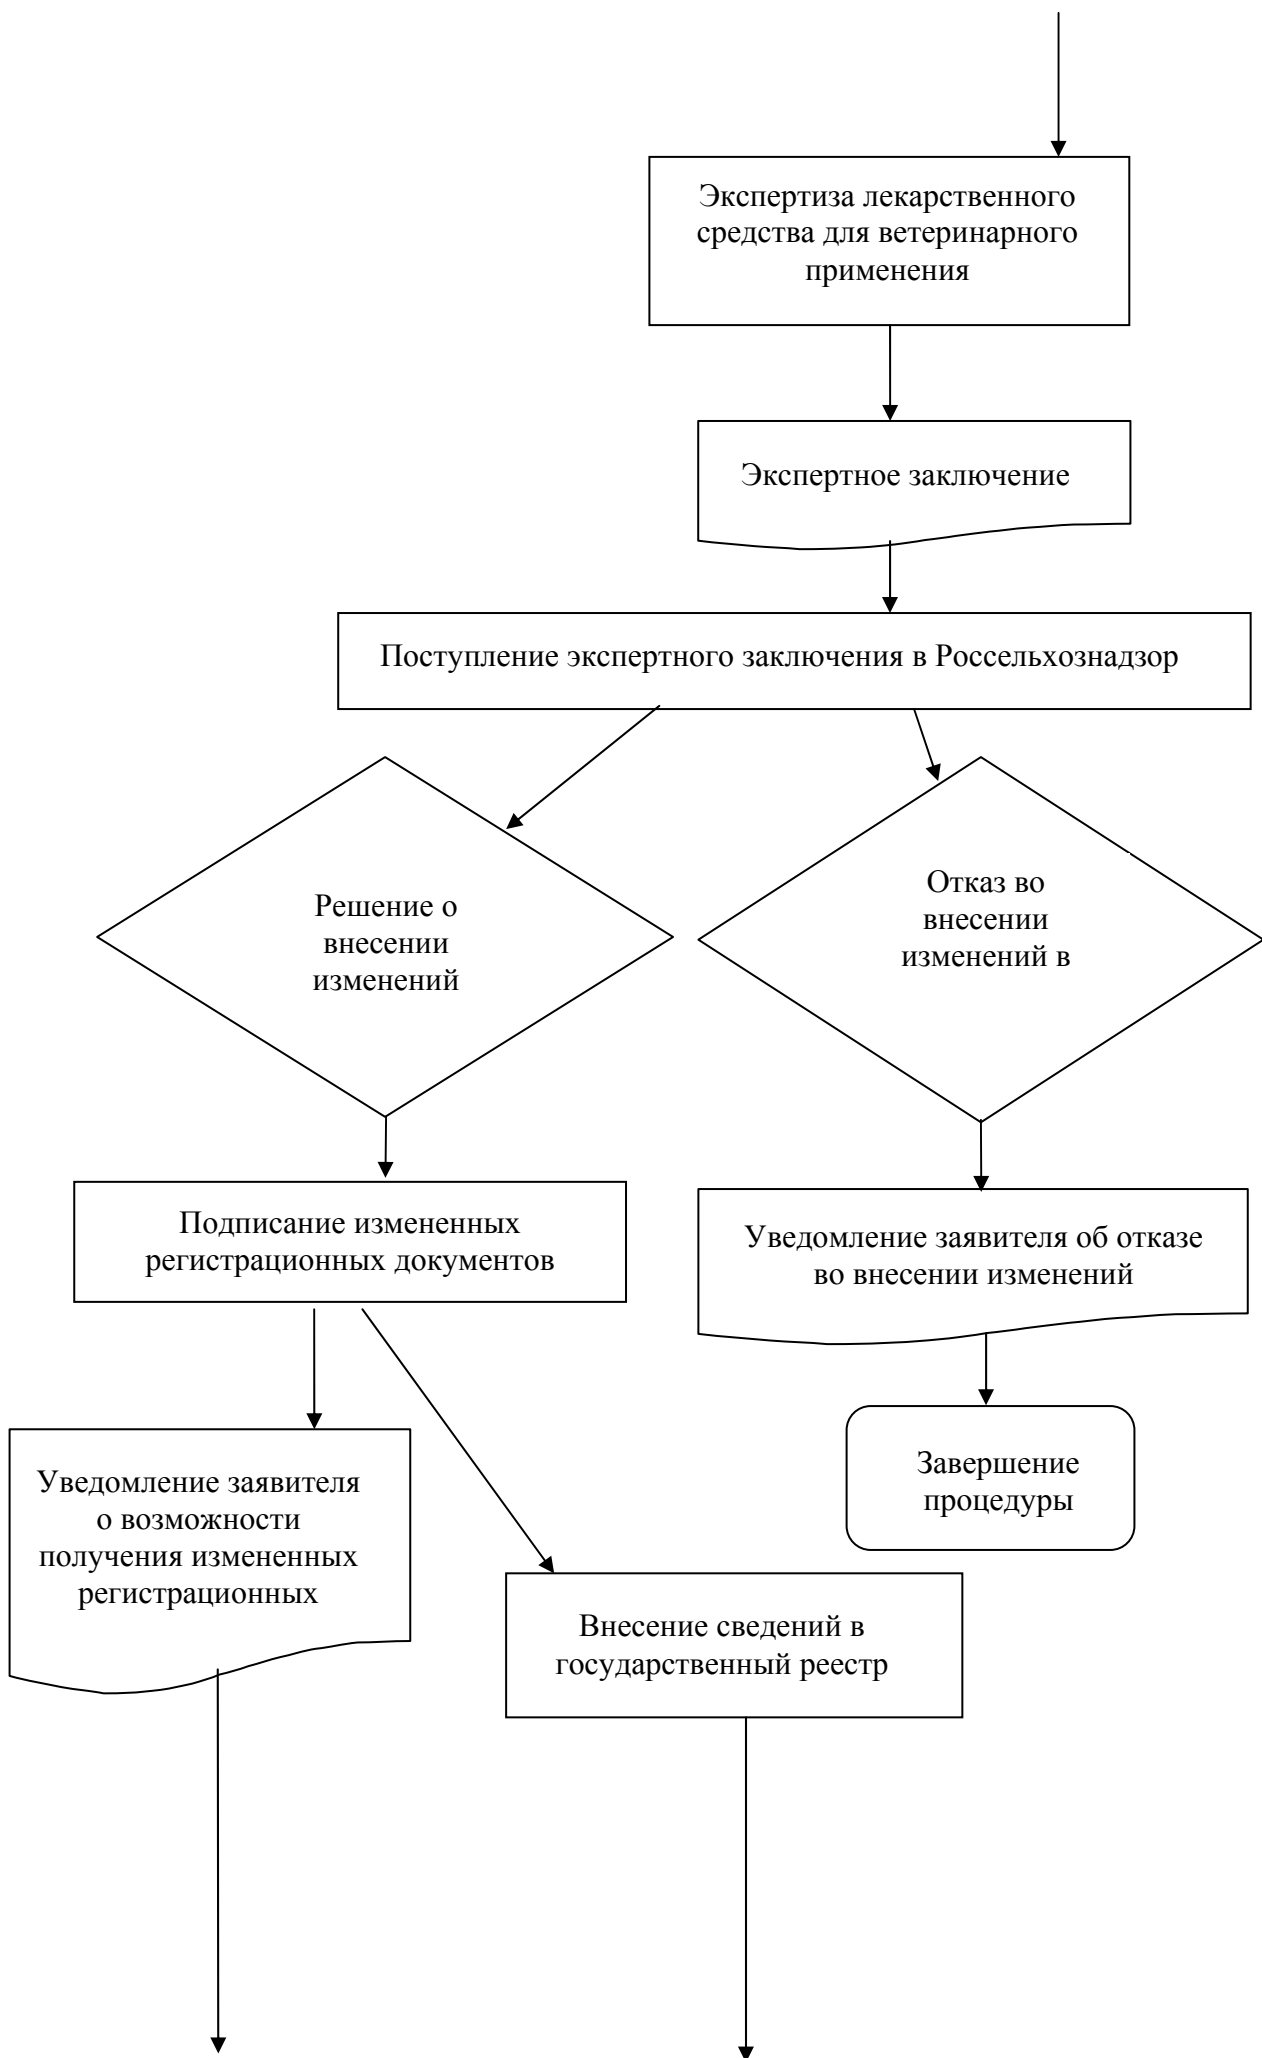 Экспертиза лекарственного
средства для ветеринарного
применения
Экспертное заключение
Поступление экспертного заключения в Россельхознадзор
Решение о
внесении
изменений
Отказ во
внесении
изменений в
Подписание измененных
регистрационных документов
Уведомление заявителя об отказе
во внесении изменений
Уведомление заявителя
о возможности
получения измененных
регистрационных
Завершение
процедуры
Внесение сведений в
государственный реестр